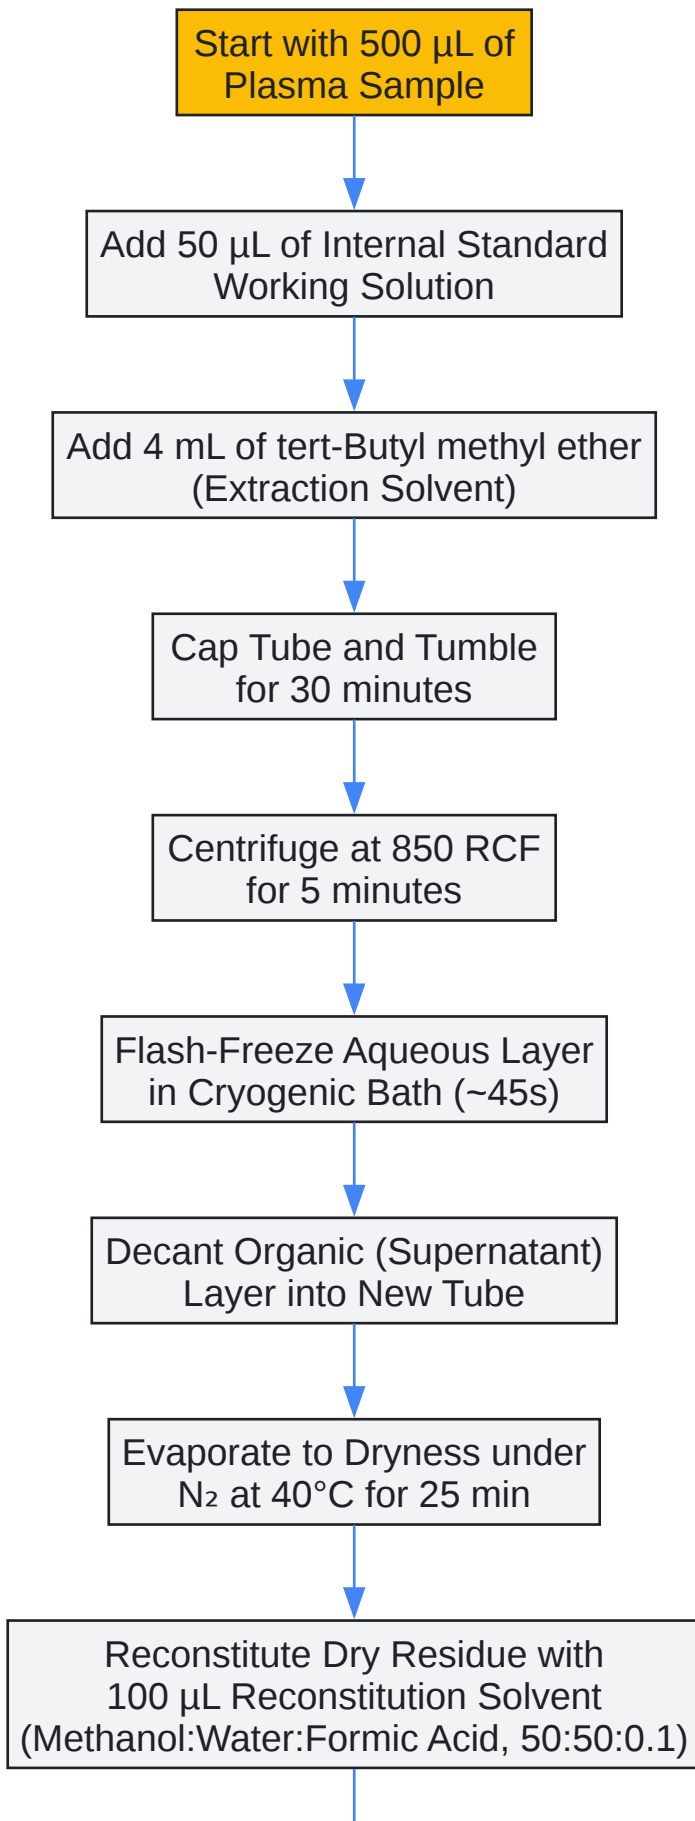 Start with 500 µL of
Plasma Sample
Add 50 µL of Internal Standard
Working Solution
Add 4 mL of tert-Butyl methyl ether
(Extraction Solvent)
Cap Tube and Tumble
for 30 minutes
Centrifuge at 850 RCF
for 5 minutes
Flash-Freeze Aqueous Layer
in Cryogenic Bath (~45s)
Decant Organic (Supernatant)
Layer into New Tube
Evaporate to Dryness under
N₂ at 40°C for 25 min
Reconstitute Dry Residue with
100 µL Reconstitution Solvent
(Methanol:Water:Formic Acid, 50:50:0.1)